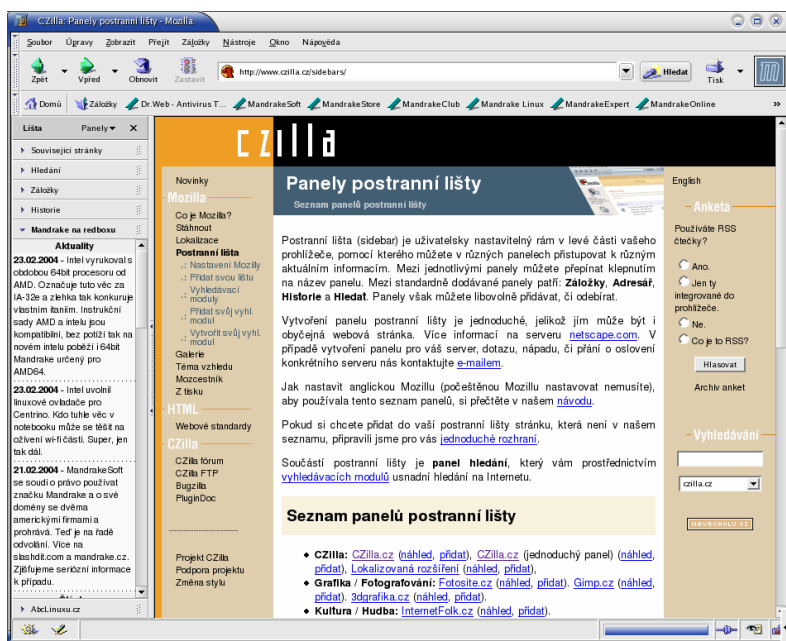 CZilla: Panely postranní lišty - Mozilla
Soubor Úpravy Zobrazit Přejít Záložky Nástroje Okno Nápověda
Zpět Vpřed Obnovit Zastavit http://www.czilla.cz/sidebars/ Hledat Tisk
Domů Záložky Dr.Web - Antivirus T... MandrakeSoft MandrakeStore MandrakeClub Mandrake Linux MandrakeExpert MandrakeOnline »
Lišta Panely X
Související stránky
Hledání
Záložky
Historie
Mandrake na redboxu
Aktuality
23.02.2004 - Intel vyrukoval s
obdobou 64bit procesoru od
AMD. Označuje tuto věc za
IA-32e a zlehka tak konkuruje
vlastním itaniím. Instrukční
sady AMD a intelu jsou
kompatibilní, bez potíží tak na
novém intelu poběží i 64bit
Mandrake určený pro
AMD64.
23.02.2004 - Intel uvolnil
linuxové ovladače pro
Centrino. Kdo tuhle věc v
notebooku může se těšit na
oživení wi-fi části. Super, jen
tak dál.
21.02.2004 - MandrakeSoft
se soudí o právo používat
značku Mandrake a o své
domény se dvěma
americkými firmami a
prohrává. Teď je na řadě
odvolání. Více na
slashdit.com a mandrake.cz.
Zjišťujeme seriózní informace
k případu.
AbcLinuxu.cz
czilla
Novinky
Mozilla
Co je Mozilla?
Stáhnout
Lokalizace
Postranní lišta
.: Nastavení Mozilly
.: Přidat svou lištu
.: Vyhledávací
moduly
.: Přidat svůj vyhl.
modul
.: Vytvořit svůj vyhl.
modul
Galerie
Téma vzhledu
Mozcestník
Z tisku
HTML
Webové standardy
CZilla
CZilla fórum
CZilla FTP
Bugzilla
PluginDoc
Projekt CZilla
Podpora projektu
Změna stylu
Panely postranní lišty
Seznam panelů postranní lišty
Postranní lišta (sidebar) je uživatelsky nastavitelný rám v levé části vašeho
prohlížeče, pomocí kterého můžete v různých panelech přistupovat k různým
aktuálním informacím. Mezi jednotlivými panely můžete přepínat klepnutím
na název panelu. Mezi standardně dodávané panely patří: Záložky, Adresář,
Historie a Hledat. Panely však můžete libovolně přidávat, či odebírat.
Vytvoření panelu postranní lišty je jednoduché, jelikož jím může být i
obyčejná webová stránka. Více informací na serveru netscape.com. V
případě vytvoření panelu pro váš server, dotazu, nápadu, či přání o oslovení
konkrétního serveru nás kontaktujte e-mailem.
Jak nastavit anglickou Mozillu (počeštěnou Mozillu nastavovat nemusíte),
aby používala tento seznam panelů, si přečtěte v našem návodu.
Pokud si chcete přidat do vaší postranní lišty stránku, která není v našem
seznamu, připravili jsme pro vás jednoduché rozhraní.
Součástí postranní lišty je panel hledání, který vám prostřednictvím
vyhledávacích modulů usnadní hledání na Internetu.
Seznam panelů postranní lišty
CZilla: CZilla.cz (náhled, přidat), CZilla.cz (jednoduchý panel) (náhled,
přidat), Lokalizovaná rozšíření (náhled, přidat),
Grafika / Fotografování: Fotosite.cz (náhled, přidat). Gimp.cz (náhled,
přidat). 3dgrafika.cz (náhled, přidat).
Kultura / Hudba: InternetFolk.cz (náhled, přidat).
English
Anketa
Používáte RSS
čtečky?
Ano.
Jen ty
integrované do
prohlížeče.
Ne.
Co je to RSS?
Hlasovat
Archiv anket
Vyhledávání
czilla.cz
NAVRCHOLU.CZ